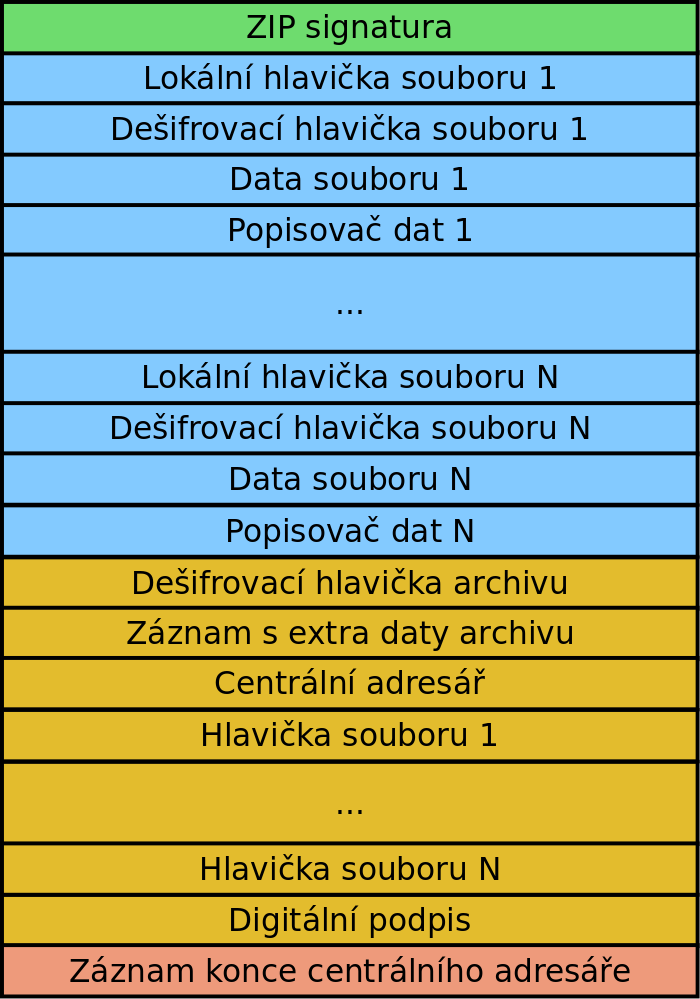 ZIP signatura
Lokální hlavička souboru 1
Dešifrovací hlavička souboru 1
Data souboru 1
Popisovač dat 1
...
Lokální hlavička souboru N
Dešifrovací hlavička souboru N
Data souboru N
Popisovač dat N
Dešifrovací hlavička archivu
Záznam s extra daty archivu
Centrální adresář
Hlavička souboru 1
...
Hlavička souboru N
Digitální podpis
Záznam konce centrálního adresáře